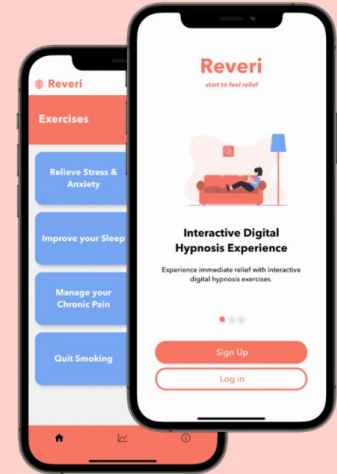 Reveri
Exercises
Relieve Stress &
Anxiety
Improve your Sleep
Manage your
Chronic Pain
Quit Smoking
Reveri
start to feel relief
Interactive Digital
Hypnosis Experience
Experience immediate relief with interactive
digital hypnosis exercises.
Sign Up
Log in